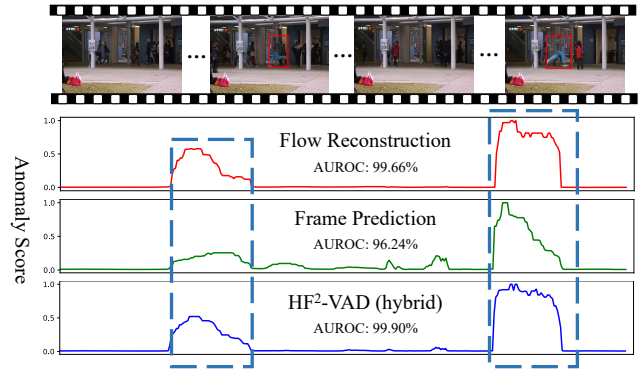 ...
...
...
Anomaly Score
1.0
0.5
0.0
Flow Reconstruction
AUROC: 99.66%
1.0
0.5
0.0
Frame Prediction
AUROC: 96.24%
1.0
0.5
0.0
HF²-VAD (hybrid)
AUROC: 99.90%